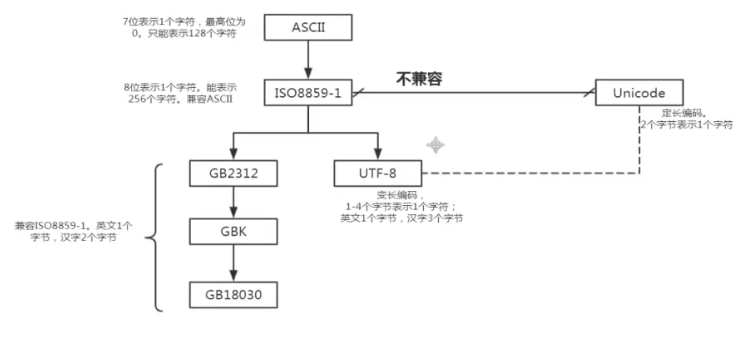 7位表示1个字符，最高位为
0。只能表示128个字符
ASCII
不兼容
8位表示1个字符。能表示
256个字符。兼容ASCII
ISO8859-1
Unicode
定长编码。
2个字节表示1个字符
GB2312
UTF-8
变长编码，
1-4个字节表示1个字符；
英文1个字节，汉字3个字节
兼容ISO8859-1。英文1个
字节，汉字2个字节
GBK
GB18030